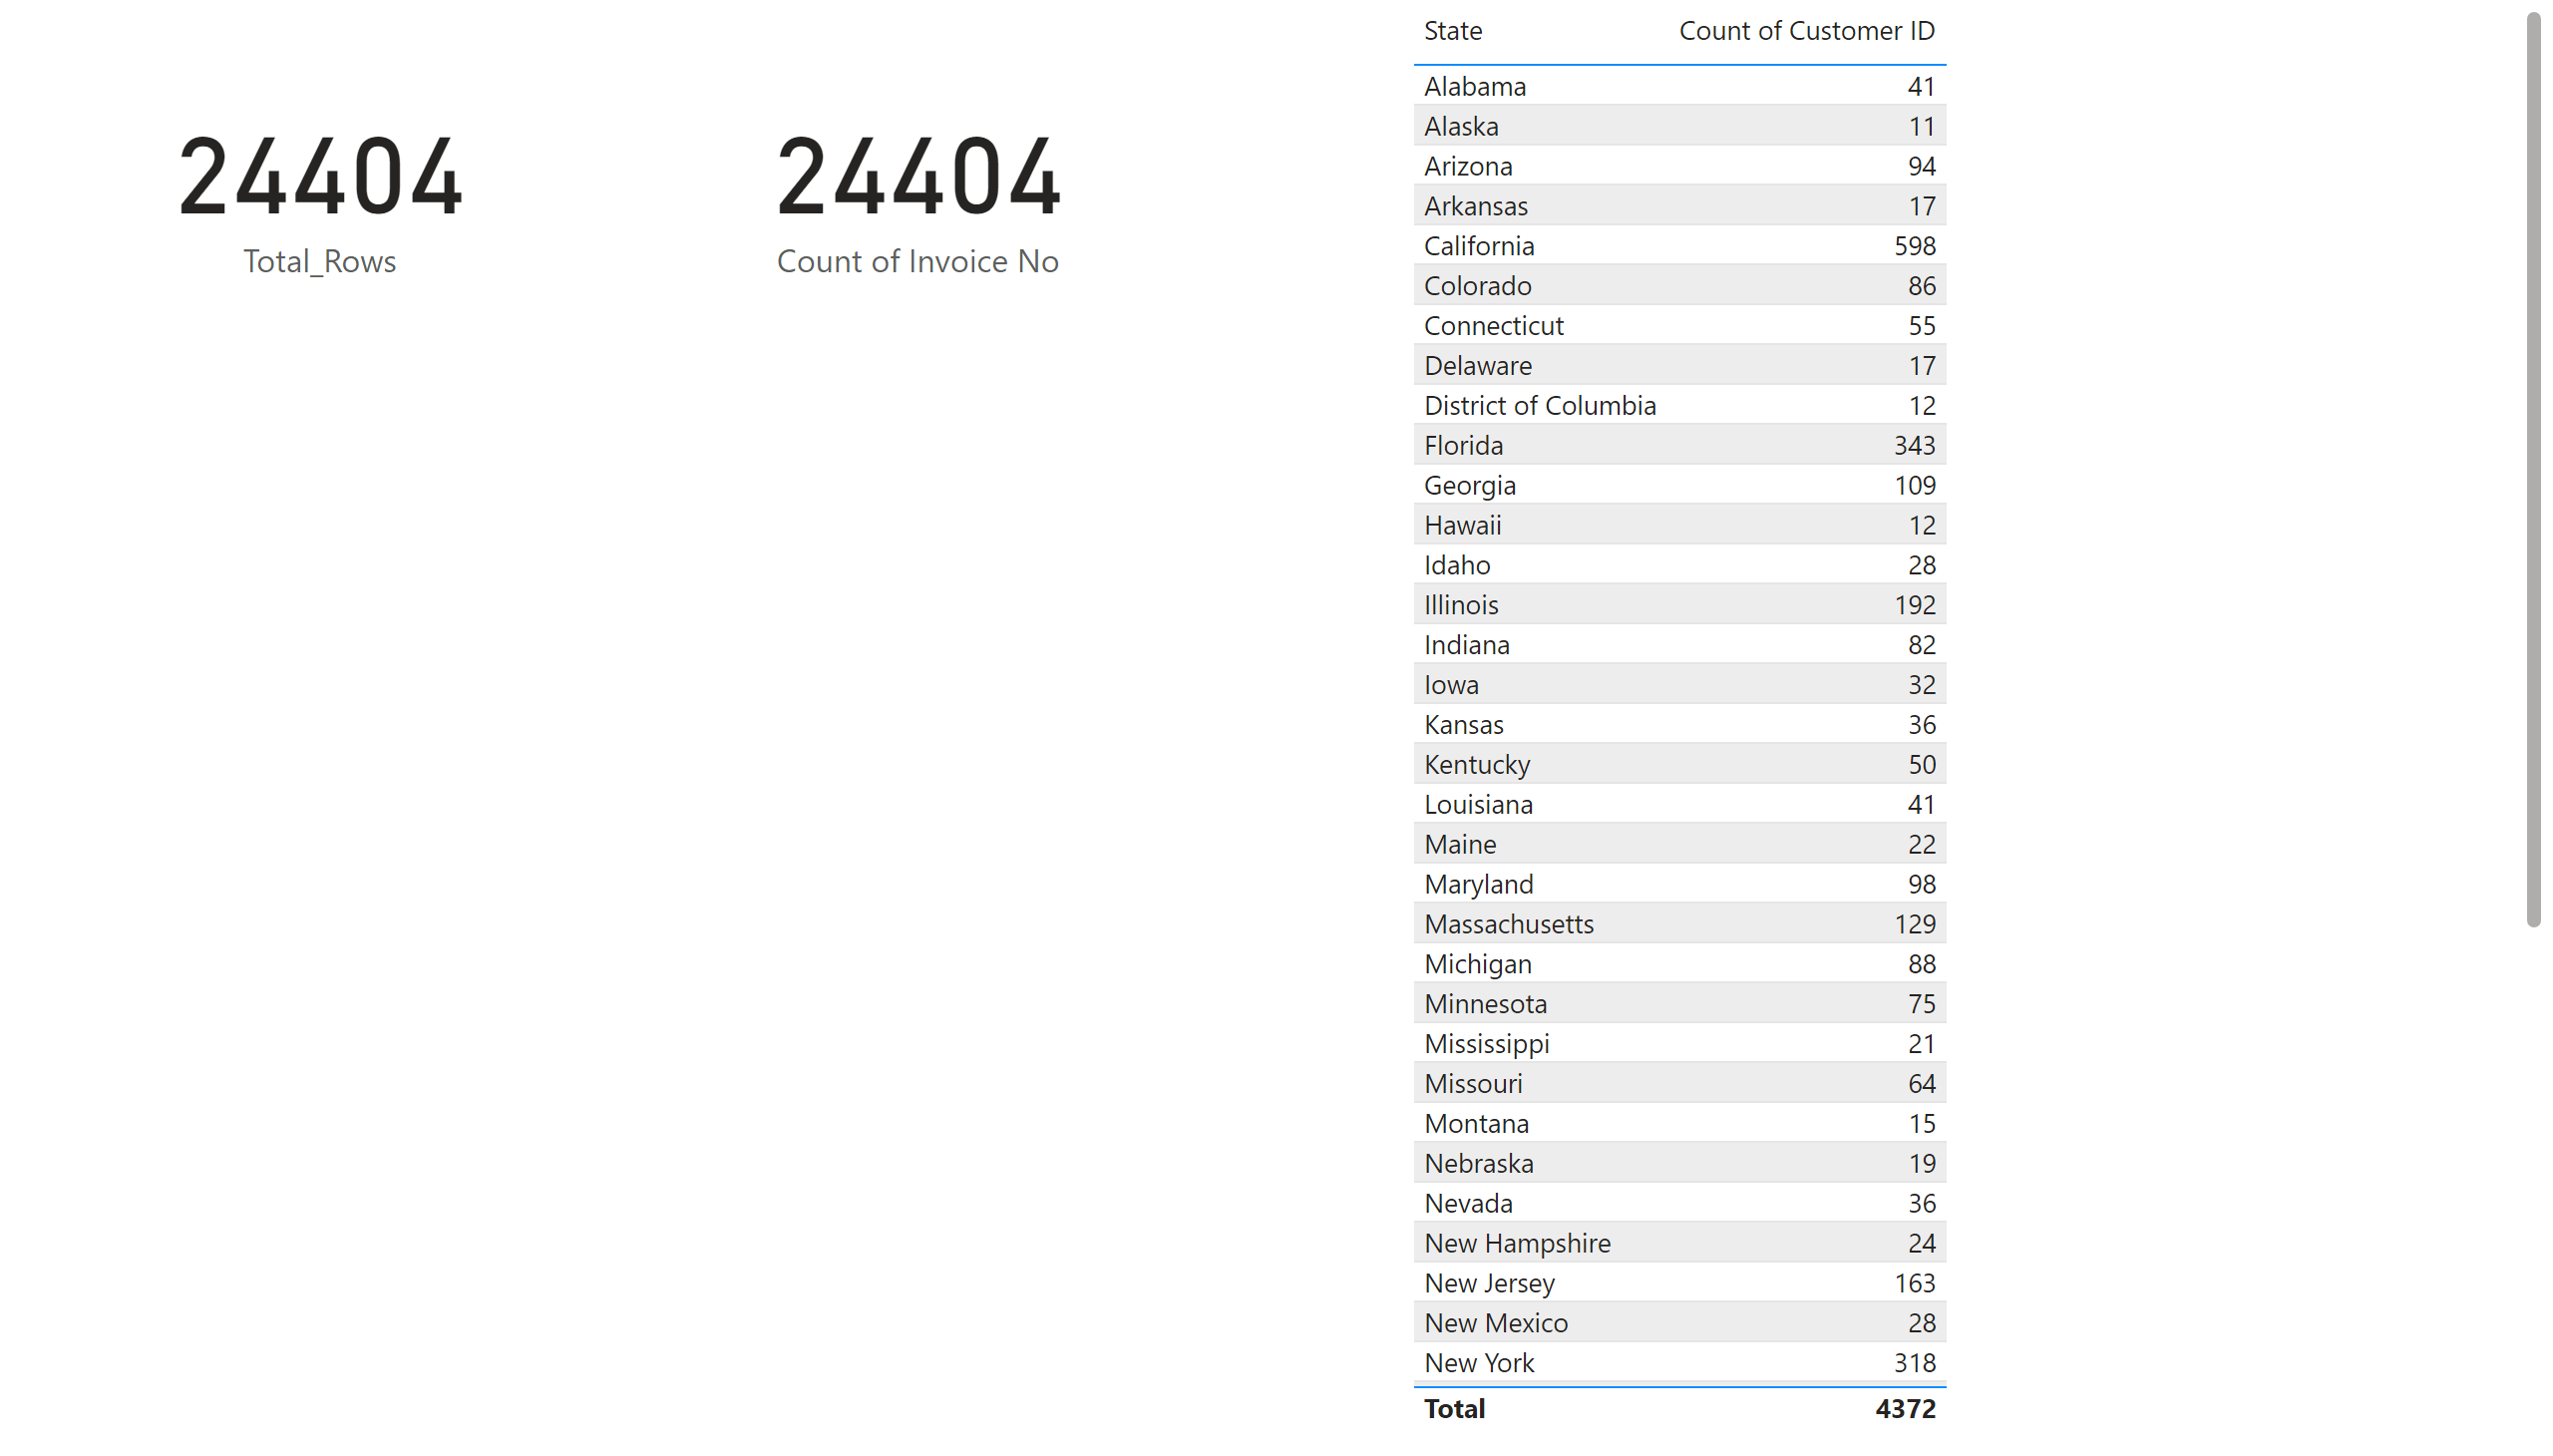 24404
Total_Rows
24404
Count of Invoice No
State Count of Customer ID
Alabama 41
Alaska 11
Arizona 94
Arkansas 17
California 598
Colorado 86
Connecticut 55
Delaware 17
District of Columbia 12
Florida 343
Georgia 109
Hawaii 12
Idaho 28
Illinois 192
Indiana 82
Iowa 32
Kansas 36
Kentucky 50
Louisiana 41
Maine 22
Maryland 98
Massachusetts 129
Michigan 88
Minnesota 75
Mississippi 21
Missouri 64
Montana 15
Nebraska 19
Nevada 36
New Hampshire 24
New Jersey 163
New Mexico 28
New York 318
Total 4372